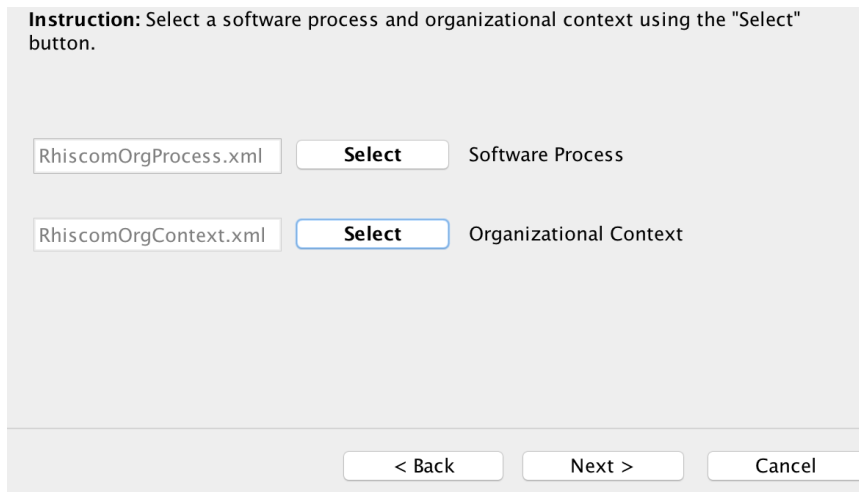 Instruction: Select a software process and organizational context using the "Select"
button.
RhiscomOrgProcess.xml Select Software Process
RhiscomOrgContext.xml Select Organizational Context
< Back Next > Cancel